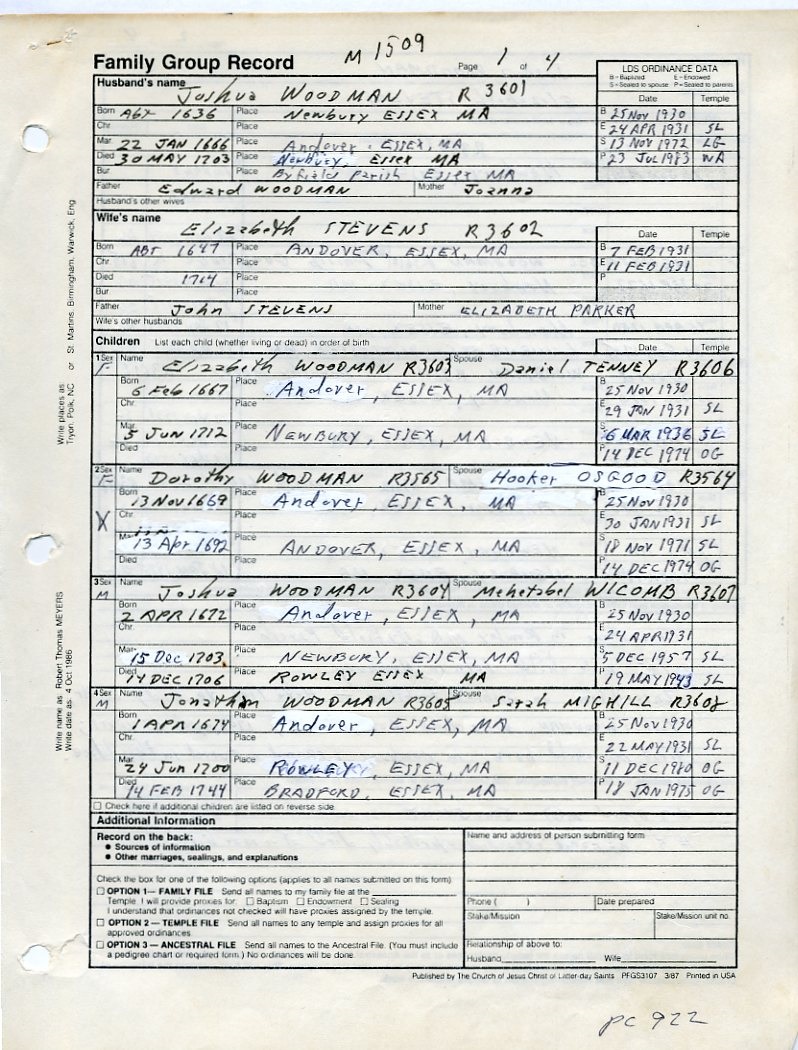 M 1509
Family Group Record Page 1 of 4
LDS ORDINANCE DATA
B = Baptized E = Endowed
S = Sealed to spouse P = Sealed to parents
Husband's name Joshua WOODMAN R 3601 Date Temple
Born ABT 1636 Place Newbury ESSEX MA B 25 Nov 1930
Chr. Place E 24 APR 1931 SL
Mar 22 JAN 1666 Place Andover, ESSEX, MA S 13 NOV 1972 LG
Died 30 MAY 1703 Place Newbury, Essex MA P 23 Jul 1983 WA
Bur. Place Byfield Parish Essex MA
Father Edward WOODMAN Mother Joanna
Husband's other wives
Wife's name Elizabeth STEVENS R3602 Date Temple
Born ABT 1647 Place ANDOVER, ESSEX, MA B 7 FEB 1931
Chr. Place E 11 FEB 1931
Died 1714 Place P
Bur. Place
Father John STEVENS Mother ELIZABETH PARKER
Wife's other husbands
Children List each child (whether living or dead) in order of birth Date Temple
1 Sex F Name Elizabeth WOODMAN R3603 Spouse Daniel TENNEY R3606
Born 6 Feb 1667 Place Andover, ESSEX, MA B 25 Nov 1930
Chr. Place E 29 JAN 1931 SL
Mar. 5 JUN 1712 Place NEWBURY, ESSEX, MA S 6 MAR 1936 SL
Died Place P 14 DEC 1974 OG
2 Sex F Name Dorothy WOODMAN R3565 Spouse Hooker OSGOOD R3564
Born 13 Nov 1669 Place Andover, ESSEX, MA B 25 Nov 1930
X Chr. Place E 30 JAN 1931 SL
Mar. 13 Apr 1692 Place ANDOVER, ESSEX, MA S 18 NOV 1971 SL
Died Place P 14 DEC 1974 OG
3 Sex M Name Joshua WOODMAN R3604 Spouse Mehetabel WICOMB R3607
Born 2 APR 1672 Place Andover, ESSEX, MA B 25 Nov 1930
Chr. Place E 24 APR 1931
Mar. 15 Dec 1703 Place NEWBURY, ESSEX, MA S 5 DEC 1957 SL
Died 14 DEC 1706 Place ROWLEY ESSEX MA P 19 MAY 1943 SL
4 Sex M Name Jonathan WOODMAN R3605 Spouse Sarah MIGHILL R3608
Born 1 APR 1674 Place Andover, ESSEX, MA B 25 Nov 1930
Chr. Place E 22 MAY 1931 SL
Mar 24 Jun 1700 Place ROWLEY, ESSEX, MA S 11 DEC 1980 OG
Died 14 FEB 1744 Place BRADFORD, ESSEX, MA P 18 JAN 1975 OG
Check here if additional children are listed on reverse side.
Additional Information
Record on the back:
● Sources of information
● Other marriages, sealings, and explanations
Name and address of person submitting form
Check the box for one of the following options (applies to all names submitted on this form).
OPTION 1—FAMILY FILE Send all names to my family file at the
Temple. I will provide proxies for: Baptism Endowment Sealing
I understand that ordinances not checked will have proxies assigned by the temple.
OPTION 2—TEMPLE FILE Send all names to any temple and assign proxies for all
approved ordinances.
OPTION 3—ANCESTRAL FILE Send all names to the Ancestral File. (You must include
a pedigree chart or required form.) No ordinances will be done.
Phone ( ) Date prepared
Stake/Mission Stake/Mission unit no.
Relationship of above to:
Husband Wife
Published by The Church of Jesus Christ of Latter-day Saints PFGS3107 3/87 Printed in USA
PC 922
Write places as: Tryon, Polk, NC or St. Martins, Birmingham, Warwick, Eng
Write name as: Robert Thomas MEYERS
Write date as: 4 Oct 1986